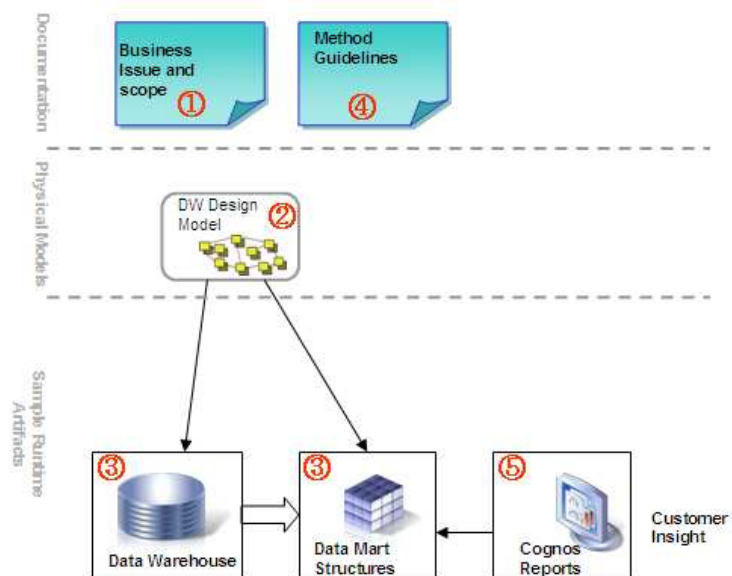 Documentation
Business
Issue and
scope
①
Method
Guidelines
④
Physical Models
DW Design
Model
②
Sample Runtime
Artifacts
③
Data Warehouse
③
Data Mart
Structures
⑤
Cognos
Reports
Customer
Insight